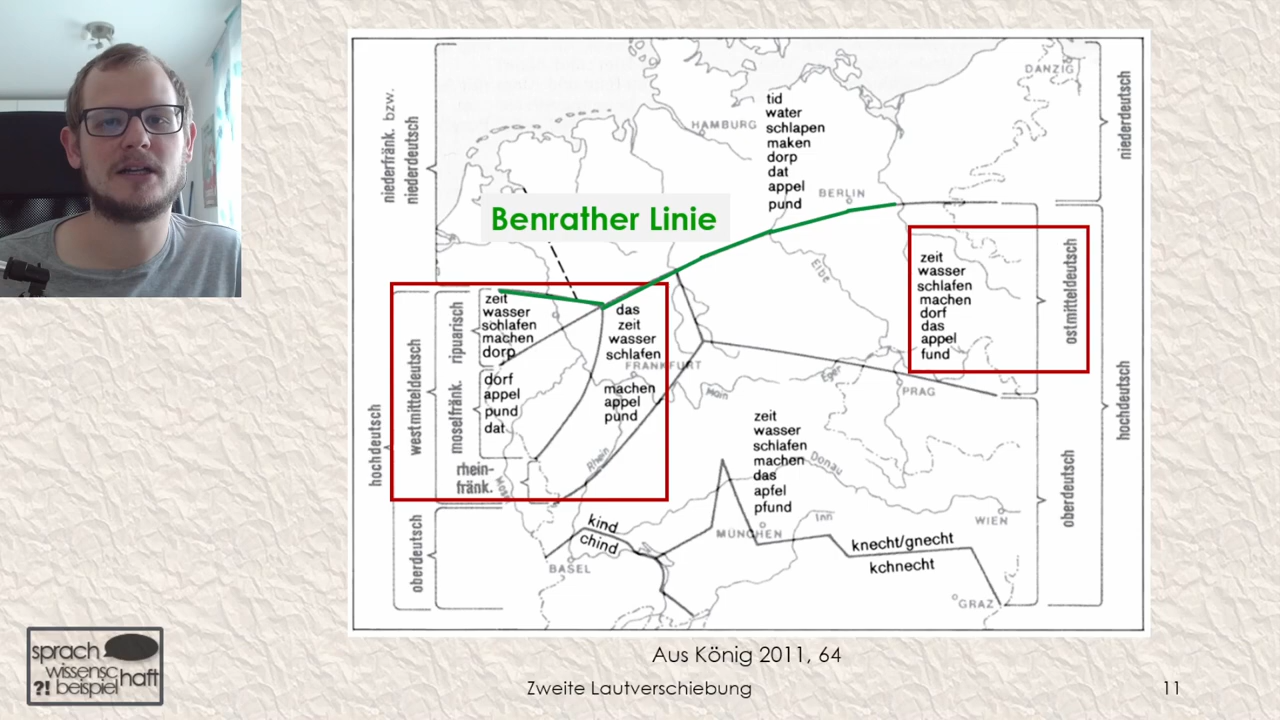 niederfränk. bzw.
niederdeutsch
DANZIG
niederdeutsch
HAMBURG
tid
water
schlapen
maken
dorp
dat
appel
pund
BERLIN
Benrather Linie
Elbe
zeit
wasser
schlafen
machen
dorf
das
appel
fund
ostmitteldeutsch
hochdeutsch
hochdeutsch
westmitteldeutsch
ripuarisch
zeit
wasser
schlafen
machen
dorp
moselfränk.
dorf
appel
pund
dat
rhein-
fränk.
das
zeit
wasser
schlafen
FRANKFURT
machen
appel
pund
Rhein
Main
Eger
PRAG
zeit
wasser
schlafen
machen
das
apfel
pfund
Donau
oberdeutsch
oberdeutsch
kind
chind
BASEL
MÜNCHEN
Inn
WIEN
knecht/gnecht
kchnecht
GRAZ
Aus König 2011, 64
sprach
wissensc
haft
?! beispiel
Zweite Lautverschiebung
11